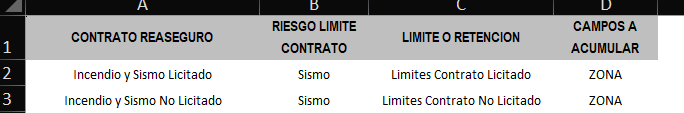 A B C D
1 CONTRATO REASEGURO RIESGO LIMITE CONTRATO LIMITE O RETENCION CAMPOS A ACUMULAR
2 Incendio y Sismo Licitado Sismo Limites Contrato Licitado ZONA
3 Incendio y Sismo No Licitado Sismo Limites Contrato No Licitado ZONA